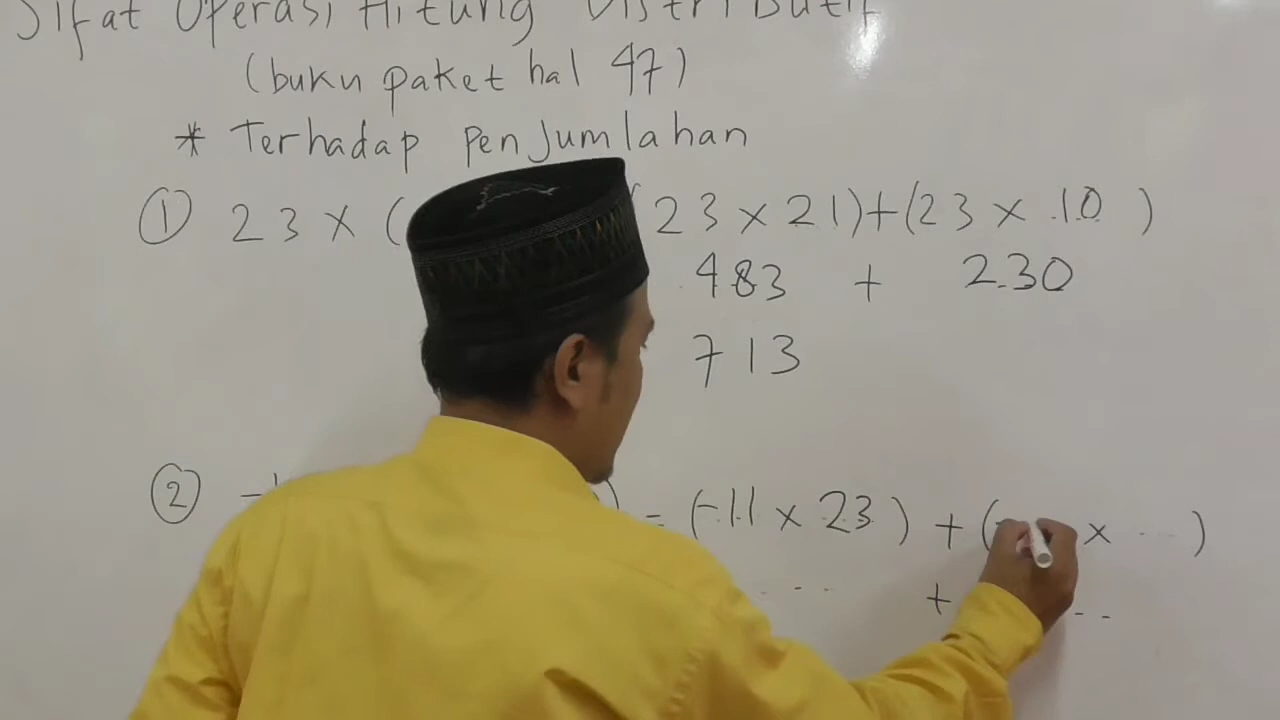 Sifat Operasi Hitung Distributif
(buku paket hal 47)
* Terhadap Penjumlahan
① 23 x ( (23 x 21)+(23 x 10 )
483 + 230
713
② -1 ) = (-11 x 23 ) + ( x ... )
... + ...